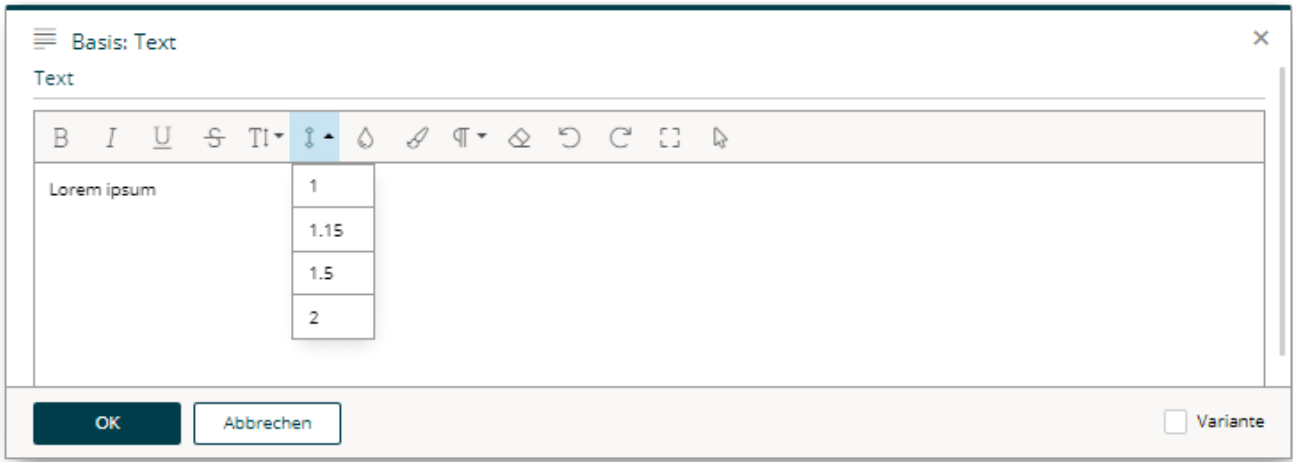 Basis: Text
Text
B I U S T
Lorem ipsum
1
1.15
1.5
2
OK Abbrechen Variante